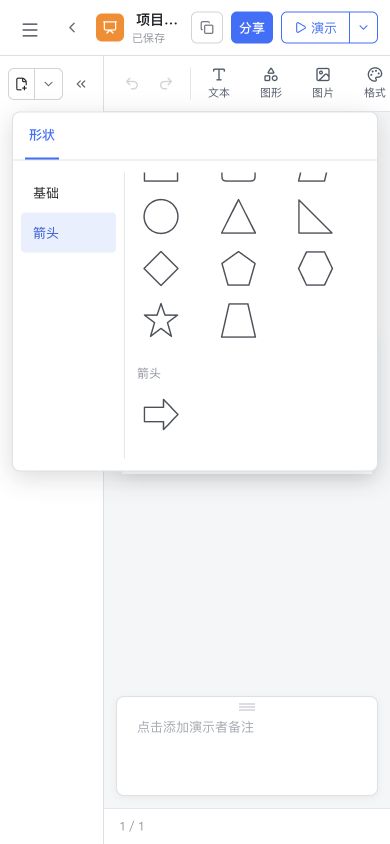 项目...
已保存
分享
演示
文本
图形
图片
格式
形状
基础
箭头
箭头
点击添加演示者备注
1 / 1